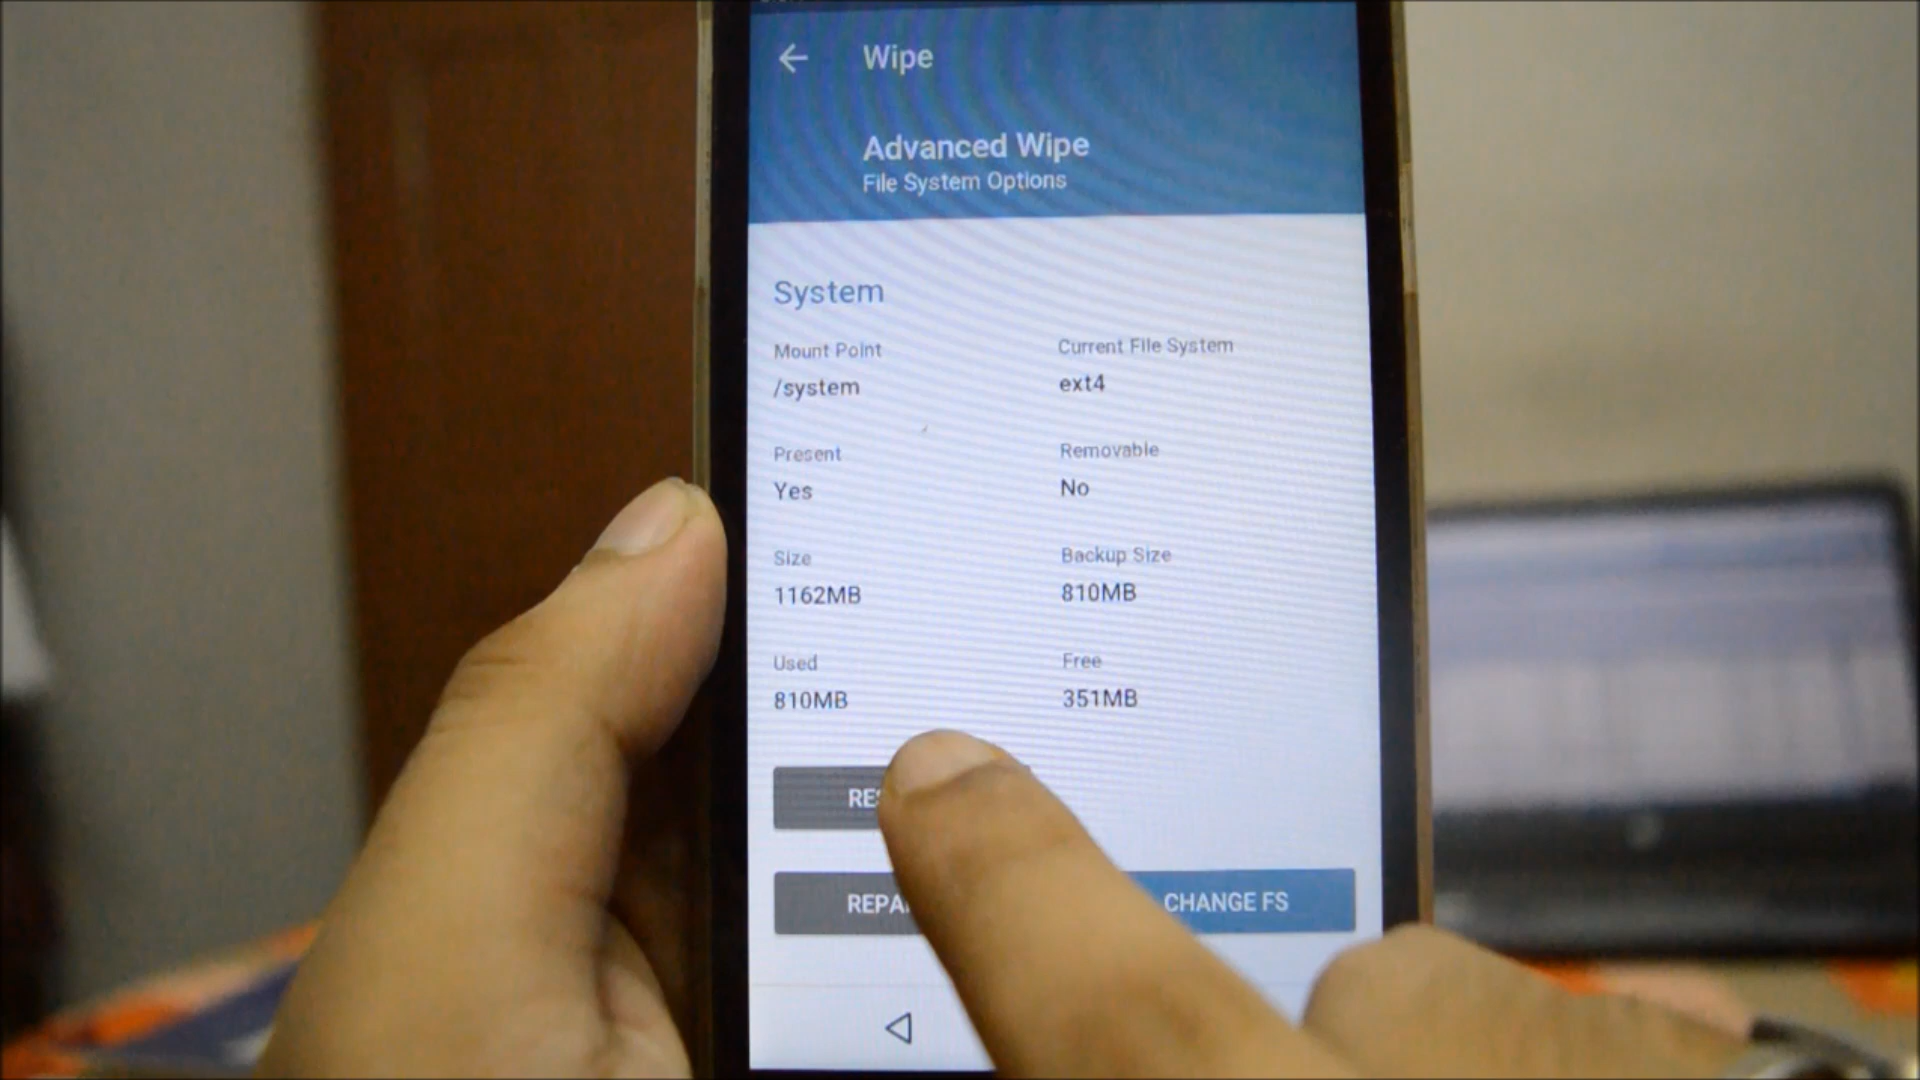 Wipe
Advanced Wipe
File System Options
System
Mount Point
Current File System
/system
ext4
Present
Removable
Yes
No
Size
Backup Size
1162MB
810MB
Used
Free
810MB
351MB
CHANGE FS